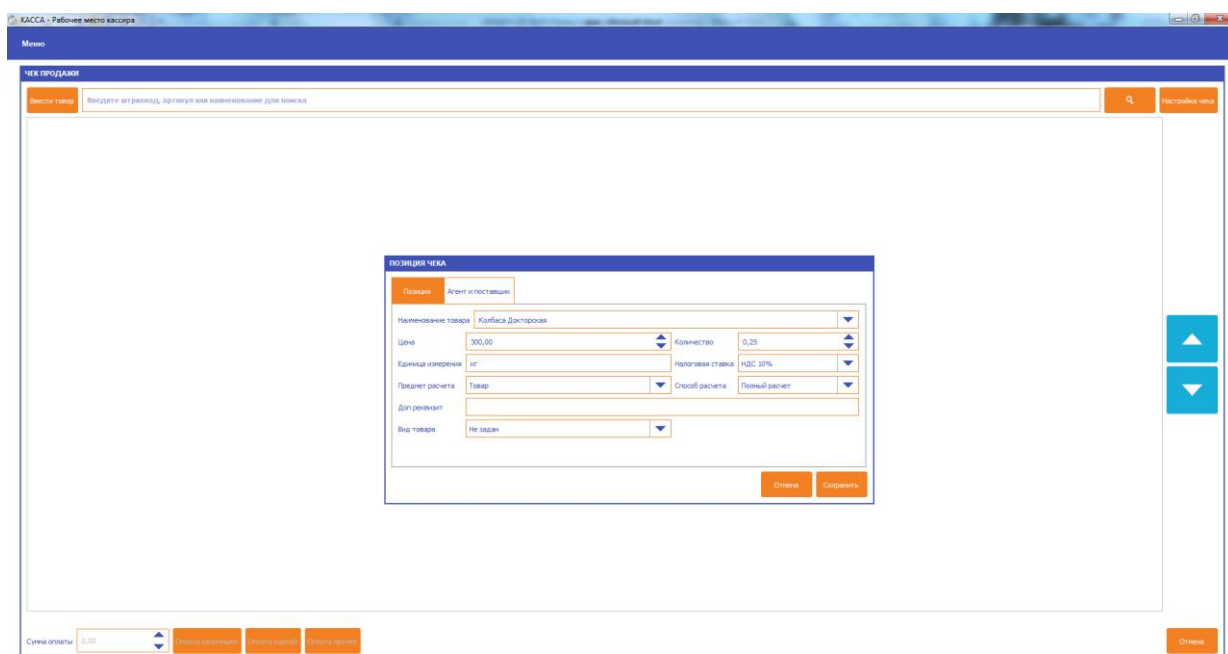 КАССА - Рабочее место кассира
Меню
ЧЕК ПРОДАЖИ
Ввести товар Введите штрихкод, артикул или наименование для поиска Настройка чека
ПОЗИЦИЯ ЧЕКА
Позиция Агент и поставщик
Наименование товара Колбаса Докторская
Цена 300,00 Количество 0,25
Единица измерения кг Налоговая ставка НДС 10%
Предмет расчета Товар Способ расчета Полный расчет
Доп реквизит
Вид товара Не задан
Отмена Сохранить
Сумма оплаты 0,00 Оплата наличными Оплата картой Оплата прочее Отмена